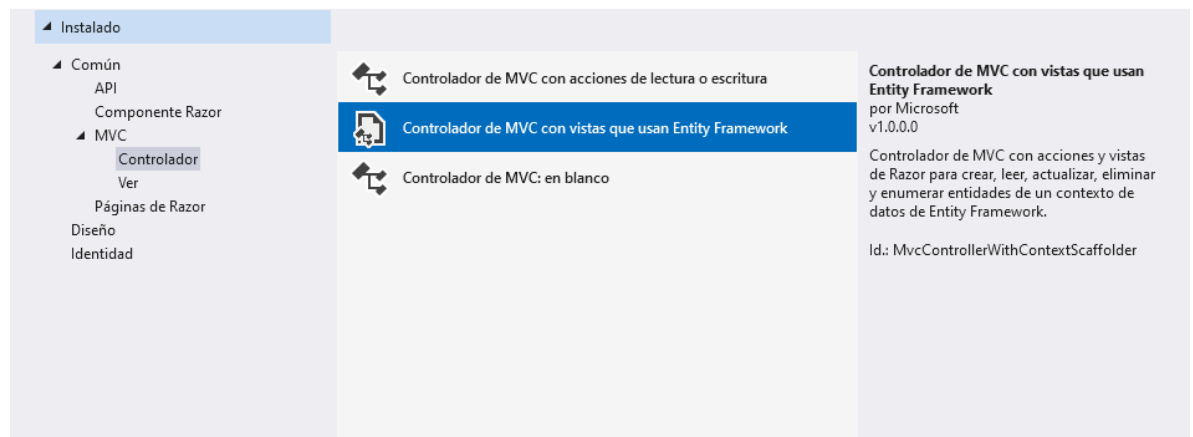 Instalado
Común
API
Componente Razor
MVC
Controlador
Ver
Páginas de Razor
Diseño
Identidad
Controlador de MVC con acciones de lectura o escritura
Controlador de MVC con vistas que usan Entity Framework
Controlador de MVC: en blanco
Controlador de MVC con vistas que usan
Entity Framework
por Microsoft
v1.0.0.0
Controlador de MVC con acciones y vistas
de Razor para crear, leer, actualizar, eliminar
y enumerar entidades de un contexto de
datos de Entity Framework.
Id.: MvcControllerWithContextScaffolder